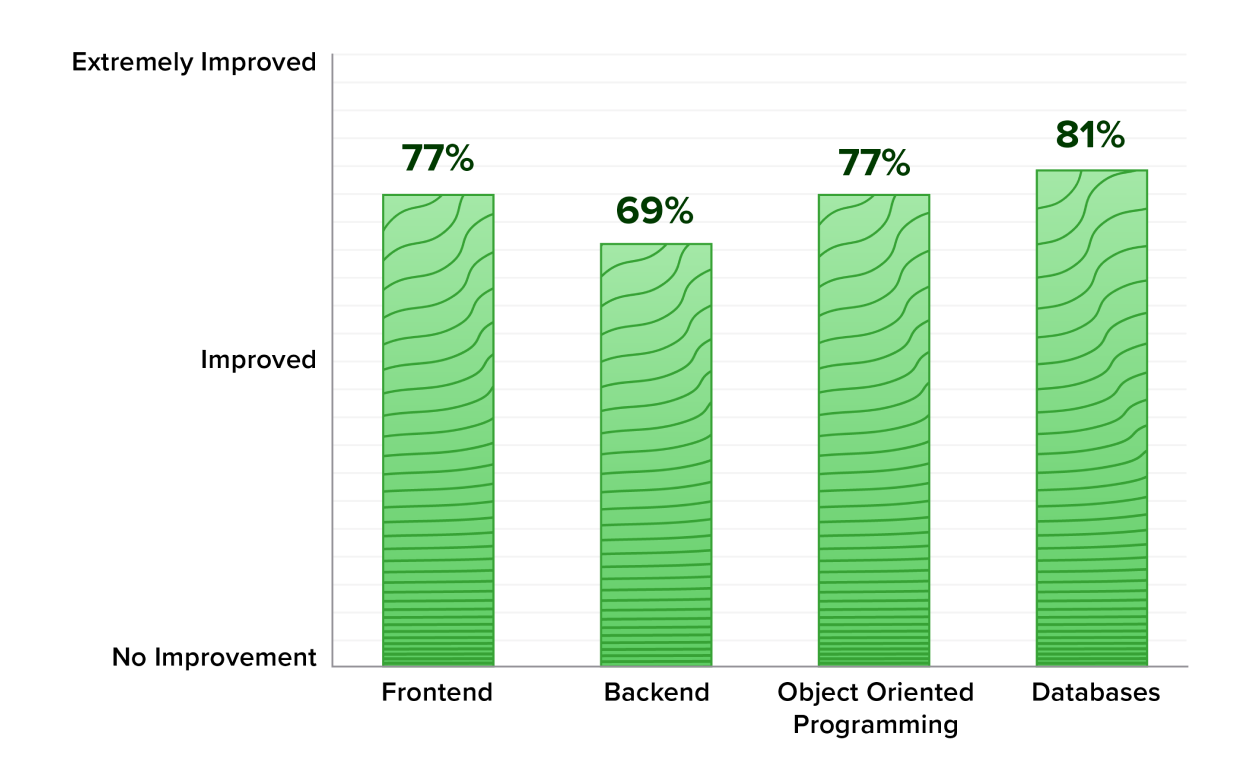 Extremely Improved
81%
77%
77%
69%
Improved
No Improvement
Frontend
Backend
Object Oriented
Programming
Databases